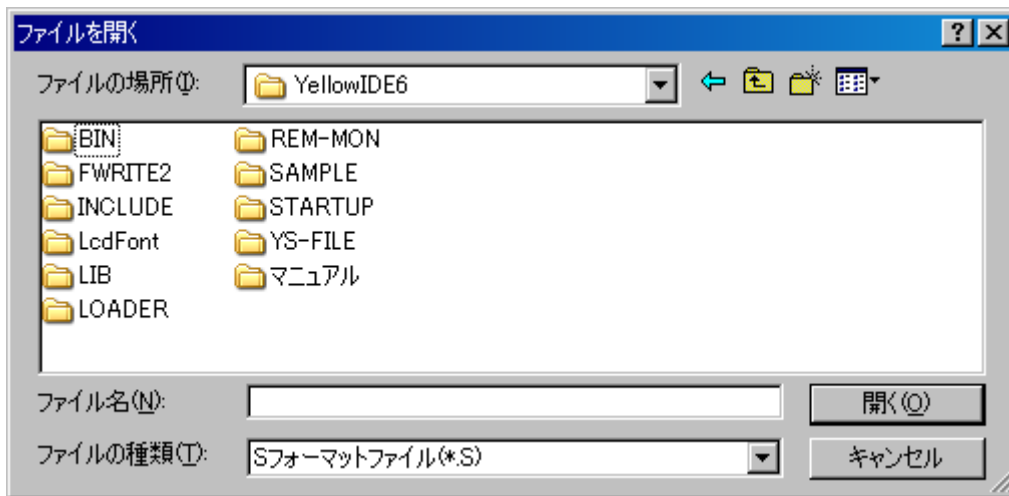 ファイルを開く
ファイルの場所(I): YellowIDE6
BIN REM-MON
FWRITE2 SAMPLE
INCLUDE STARTUP
LcdFont YS-FILE
LIB マニュアル
LOADER
ファイル名(N): 開く(O)
ファイルの種類(T): Sフォーマットファイル(*.S) キャンセル